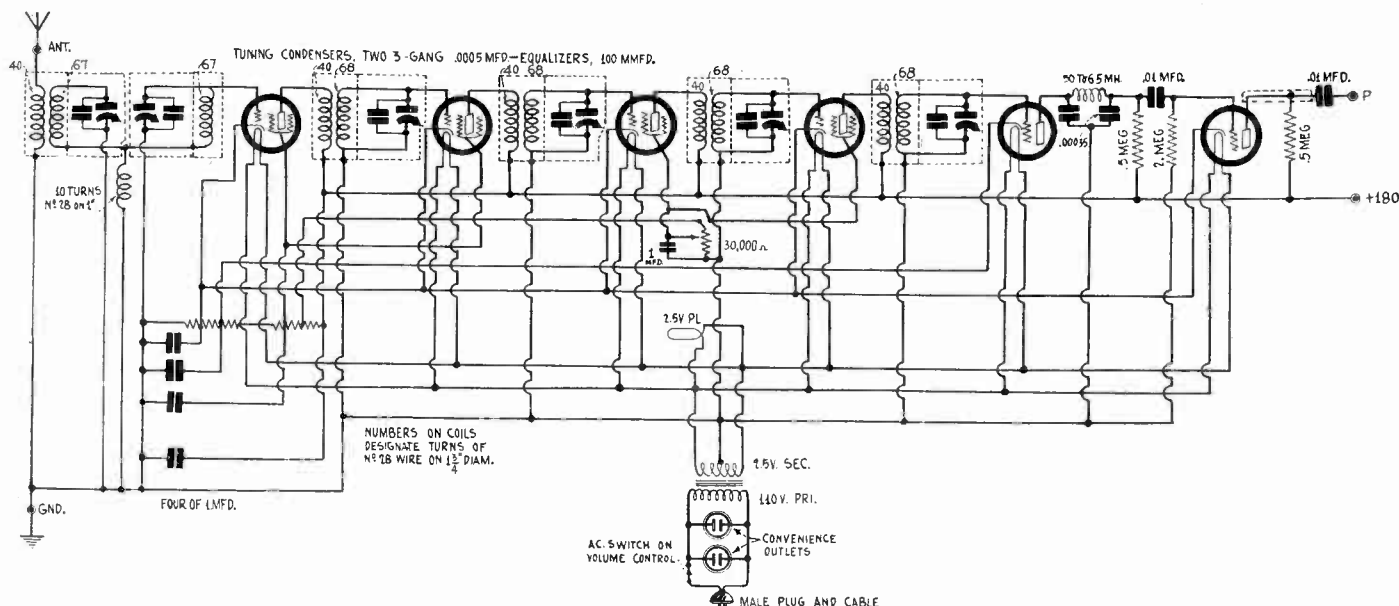 ANT.
TUNING CONDENSERS, TWO 3-GANG .0005 MFD.—EQUALIZERS, 100 MMFD.
40
67
67
40
68
40
68
40
68
40
68
50 TO 65 MH.
.01 MFD.
.01 MFD.
P
.00035
.5 MEG
2. MEG
.5 MEG
+180
10 TURNS
Nº 28 ON 1"
1
MFD.
30,000 Ω
2.5V PL
NUMBERS ON COILS
DESIGNATE TURNS OF
Nº 28 WIRE ON 1 3/4" DIAM.
2.5V. SEC.
110 V. PRI.
FOUR OF .1 MFD.
GND.
A.C. SWITCH ON
VOLUME CONTROL
CONVENIENCE
OUTLETS
MALE PLUG AND CABLE